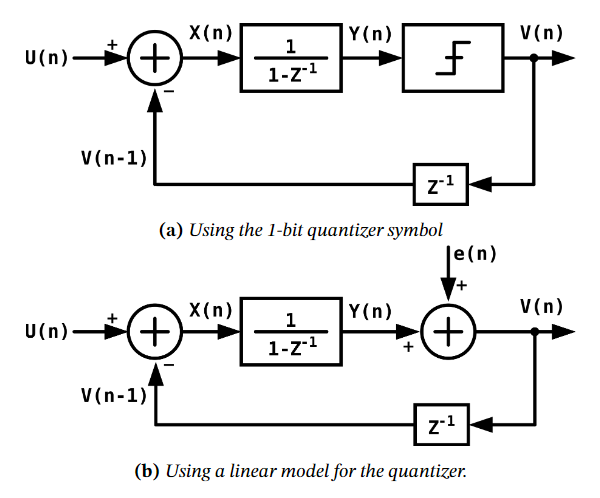 U(n)
+
X(n)
1
1-Z⁻¹
Y(n)
V(n)
−
V(n-1)
Z⁻¹
(a) Using the 1-bit quantizer symbol
e(n)
+
U(n)
+
X(n)
1
1-Z⁻¹
Y(n)
+
V(n)
−
V(n-1)
Z⁻¹
(b) Using a linear model for the quantizer.